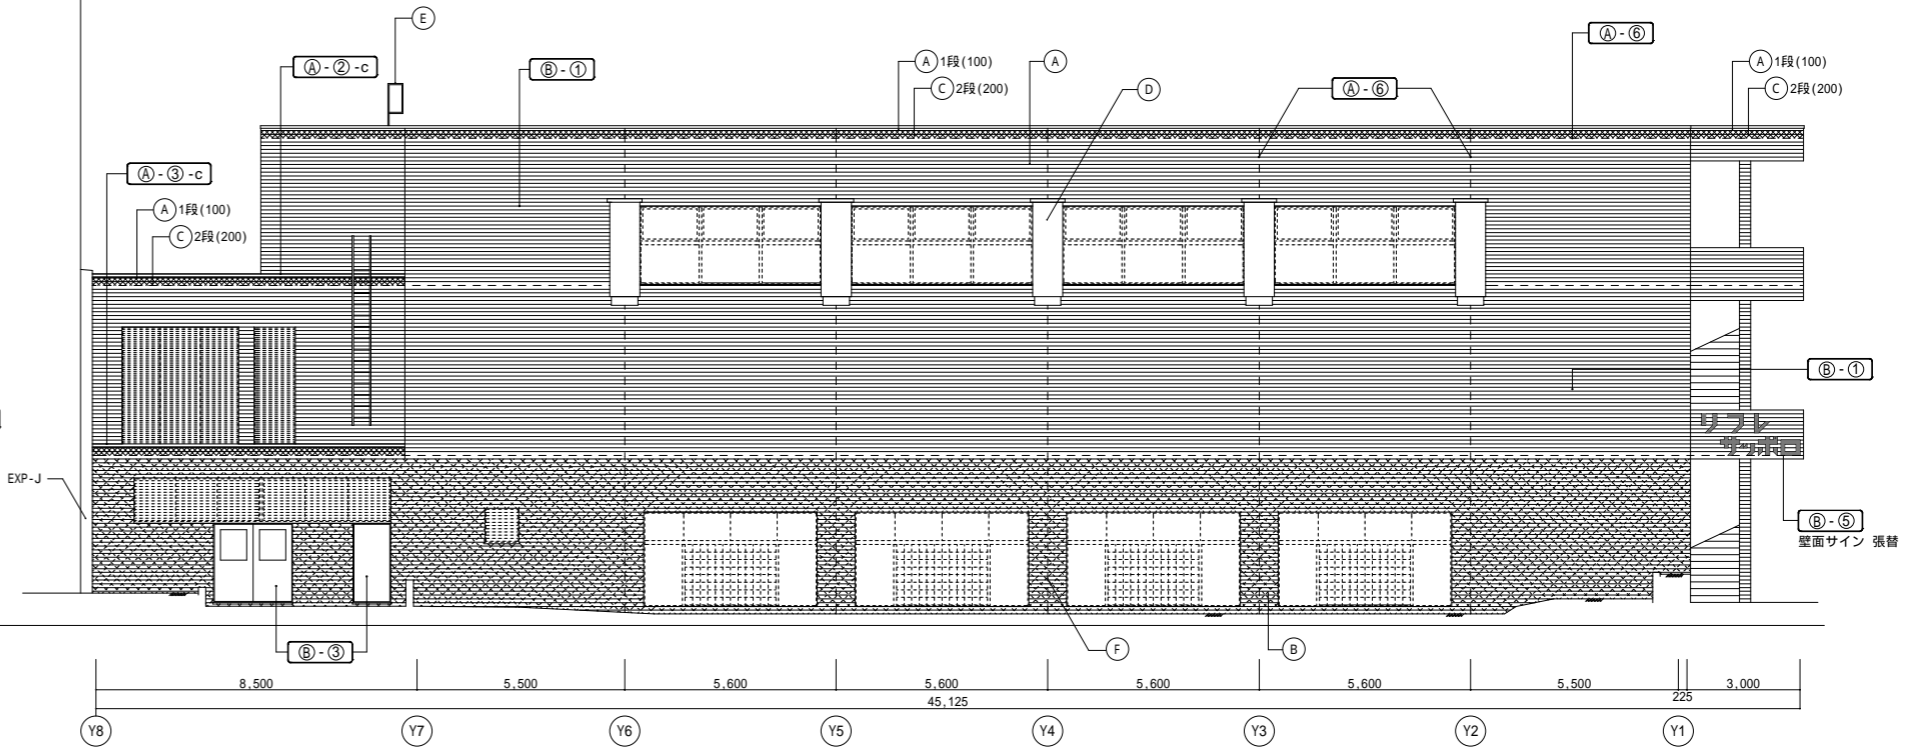 E
Ⓐ-⑥
Ⓐ-②-c
Ⓑ-①
A 1段(100)
A
A 1段(100)
C 2段(200)
D
Ⓐ-⑥
C 2段(200)
Ⓐ-③-c
A 1段(100)
C 2段(200)
Ⓑ-①
リフレ
サッポロ
EXP-J
Ⓑ-⑤
壁面サイン 張替
Ⓑ-③
F
B
8,500
5,500
5,600
5,600
5,600
5,600
5,500
225
3,000
45,125
Y8
Y7
Y6
Y5
Y4
Y3
Y2
Y1